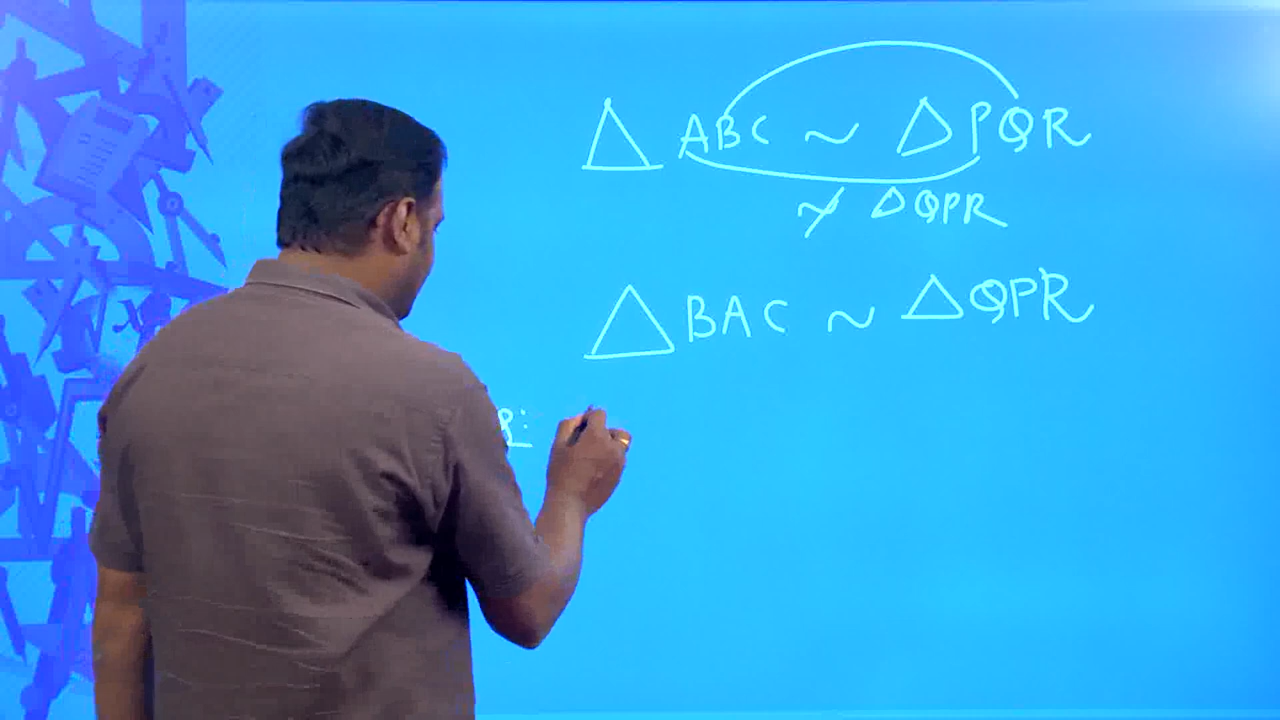 △ ABC ~ △ PQR
≁ △ QPR
△ BAC ~ △ QPR